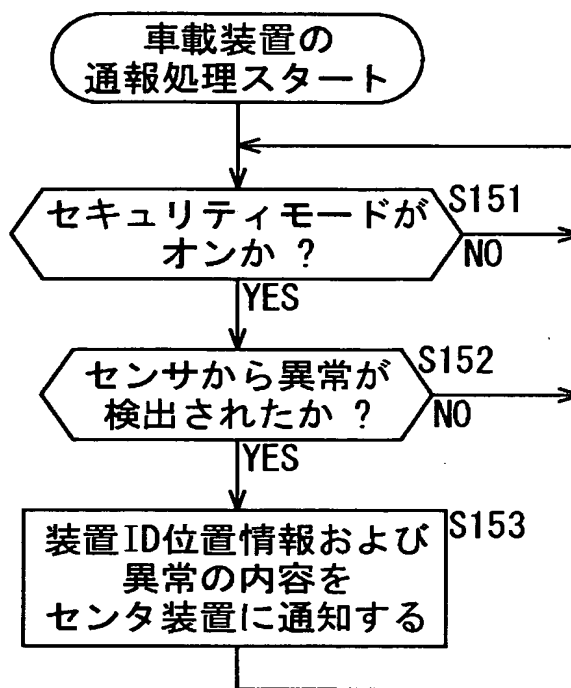 車載装置の
通報処理スタート
セキュリティモードが
オンか ?
S151
NO
YES
センサから異常が
検出されたか ?
S152
NO
YES
装置ID位置情報および
異常の内容を
センタ装置に通知する
S153